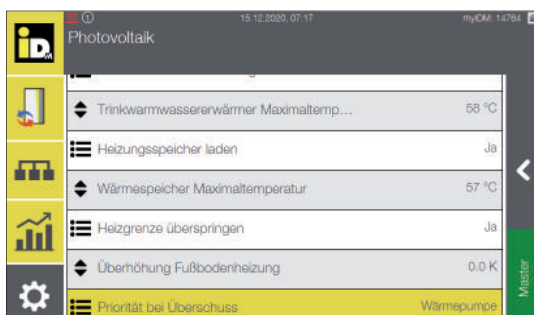 iDM
15.12.2020, 07:17
myIDM: 14764
Photovoltaik
Trinkwarmwassererwärmer Maximaltemp...
58 °C
Heizungsspeicher laden
Ja
Wärmespeicher Maximaltemperatur
57 °C
Heizgrenze überspringen
Ja
Überhöhung Fußbodenheizung
0.0 K
Priorität bei Überschuss
Wärmepumpe
Master